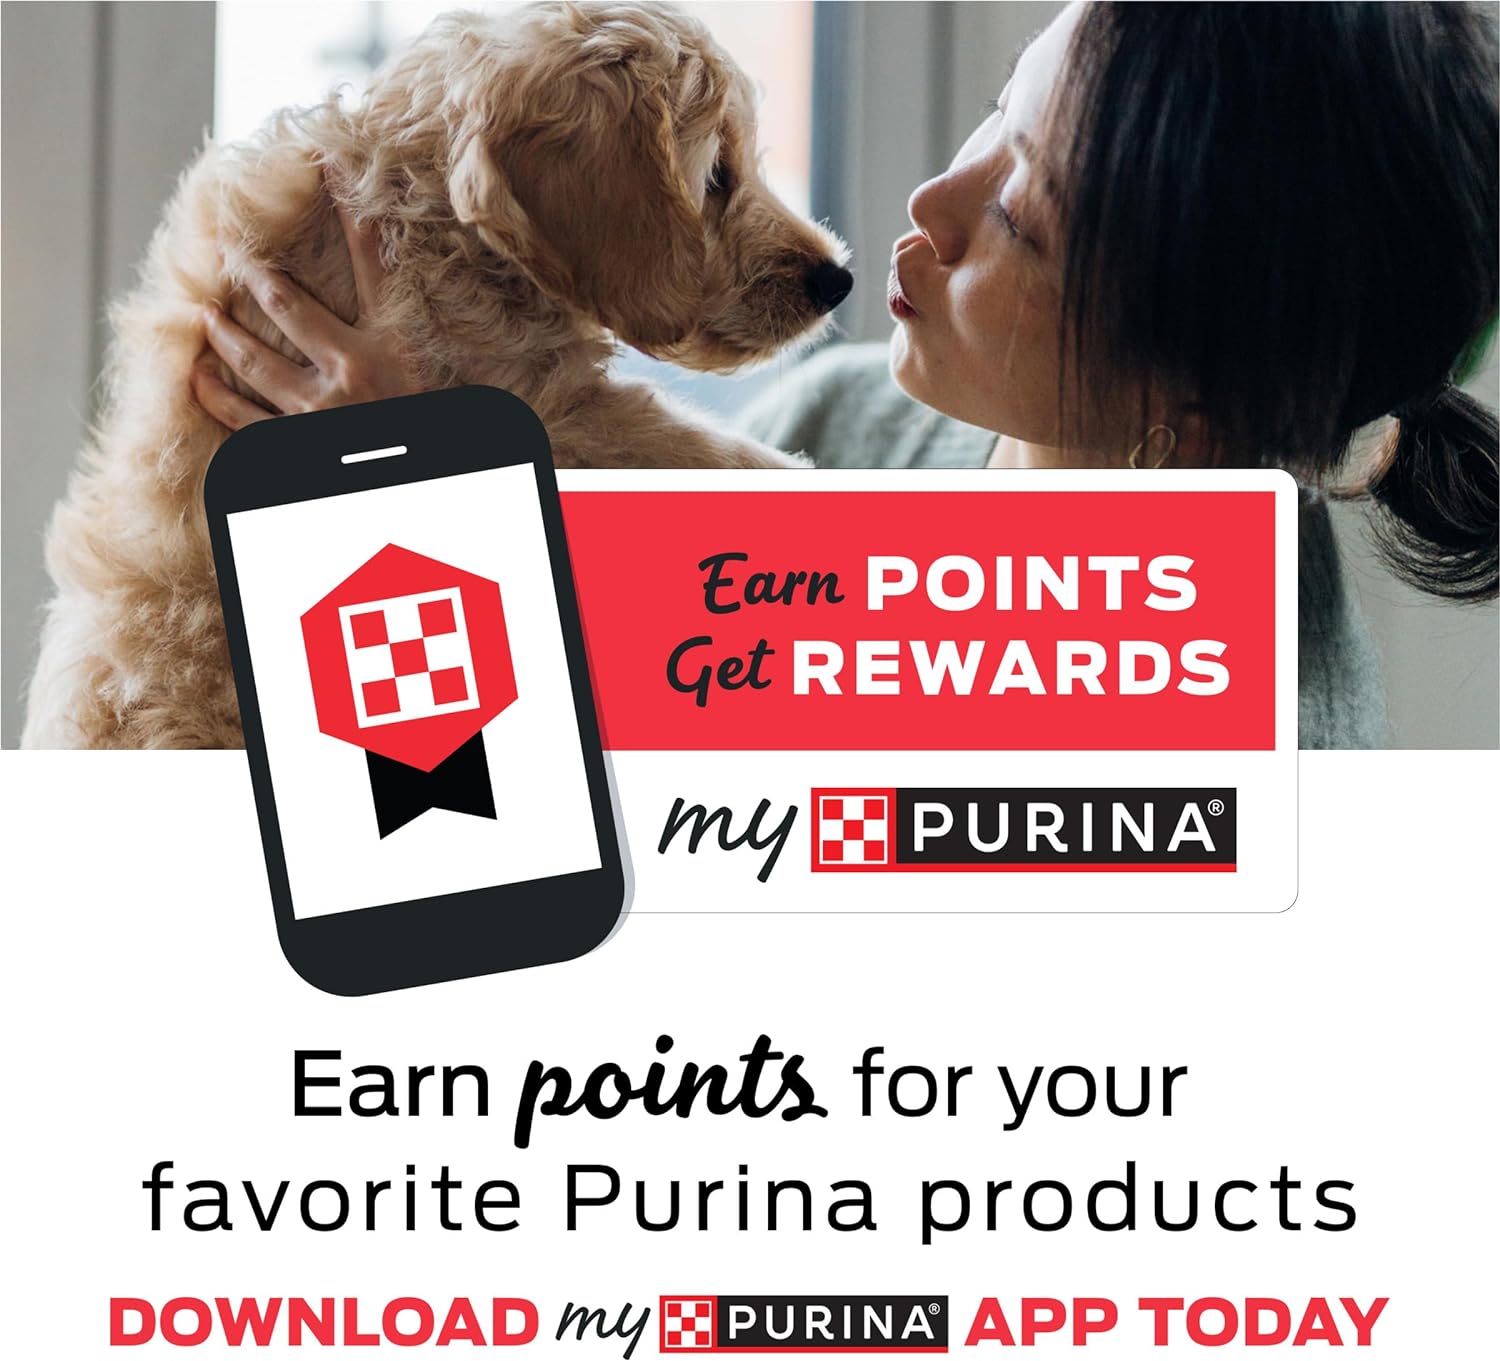 Earn POINTS
Get REWARDS
my PURINA®
Earn points for your
favorite Purina products
DOWNLOAD my PURINA® APP TODAY